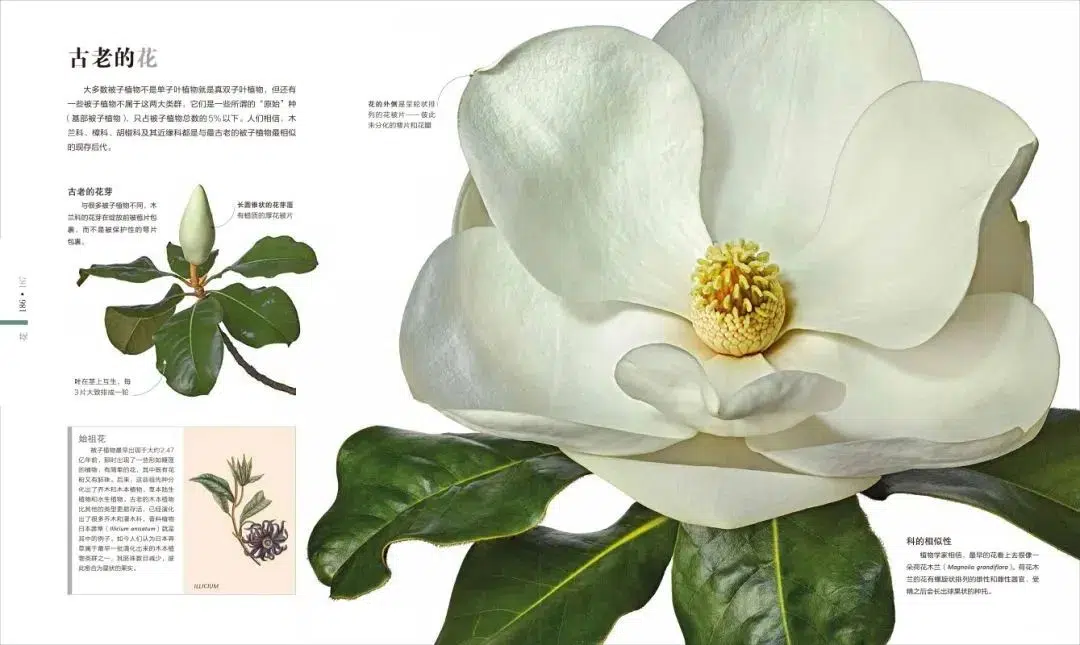 古老的花
大多数被子植物不是单子叶植物就是真双子叶植物，但还有
一些被子植物不属于这两大类群，它们是一些所谓的“原始”种
（基部被子植物），只占被子植物总数的5%以下。人们相信，木
兰科、樟科、胡椒科及其近缘科都是与最古老的被子植物最相似
的现存后代。
古老的花芽
与很多被子植物不同，木
兰科的花芽在绽放前被苞片包
裹，而不是被保护性的萼片
包裹。
长圆锥状的花芽
有蜡质的厚花被片
叶在茎上互生，每
3片大致排成一轮
始祖花
被子植物最早出现于大约2.47
亿年前，那时出现了一些形如睡莲
的植物，有简单的花，其中既有花
粉又有胚珠。后来，这些祖先种分
化出了乔木和木本植物，草本陆生
植物和水生植物。古老的木本植物
比其他的类型更易存活，已经演化
出了很多乔木和灌木科。香料植物
日本莽草（Illicium anisatum）就是
其中的例子。如今人们认为日本莽
草属于最早一批演化出来的木本植
物类群之一，其胚珠数目减少，彼
此愈合为星状的果实。
ILLICIUM
花的外侧是呈轮状排
列的花被片——彼此
未分化的萼片和花瓣
科的相似性
植物学家相信，最早的花看上去很像一
朵荷花木兰（Magnolia grandiflora）。荷花木
兰的花有螺旋状排列的雄性和雌性器官，受
精之后会长出球果状的种托。
186 • 187
花